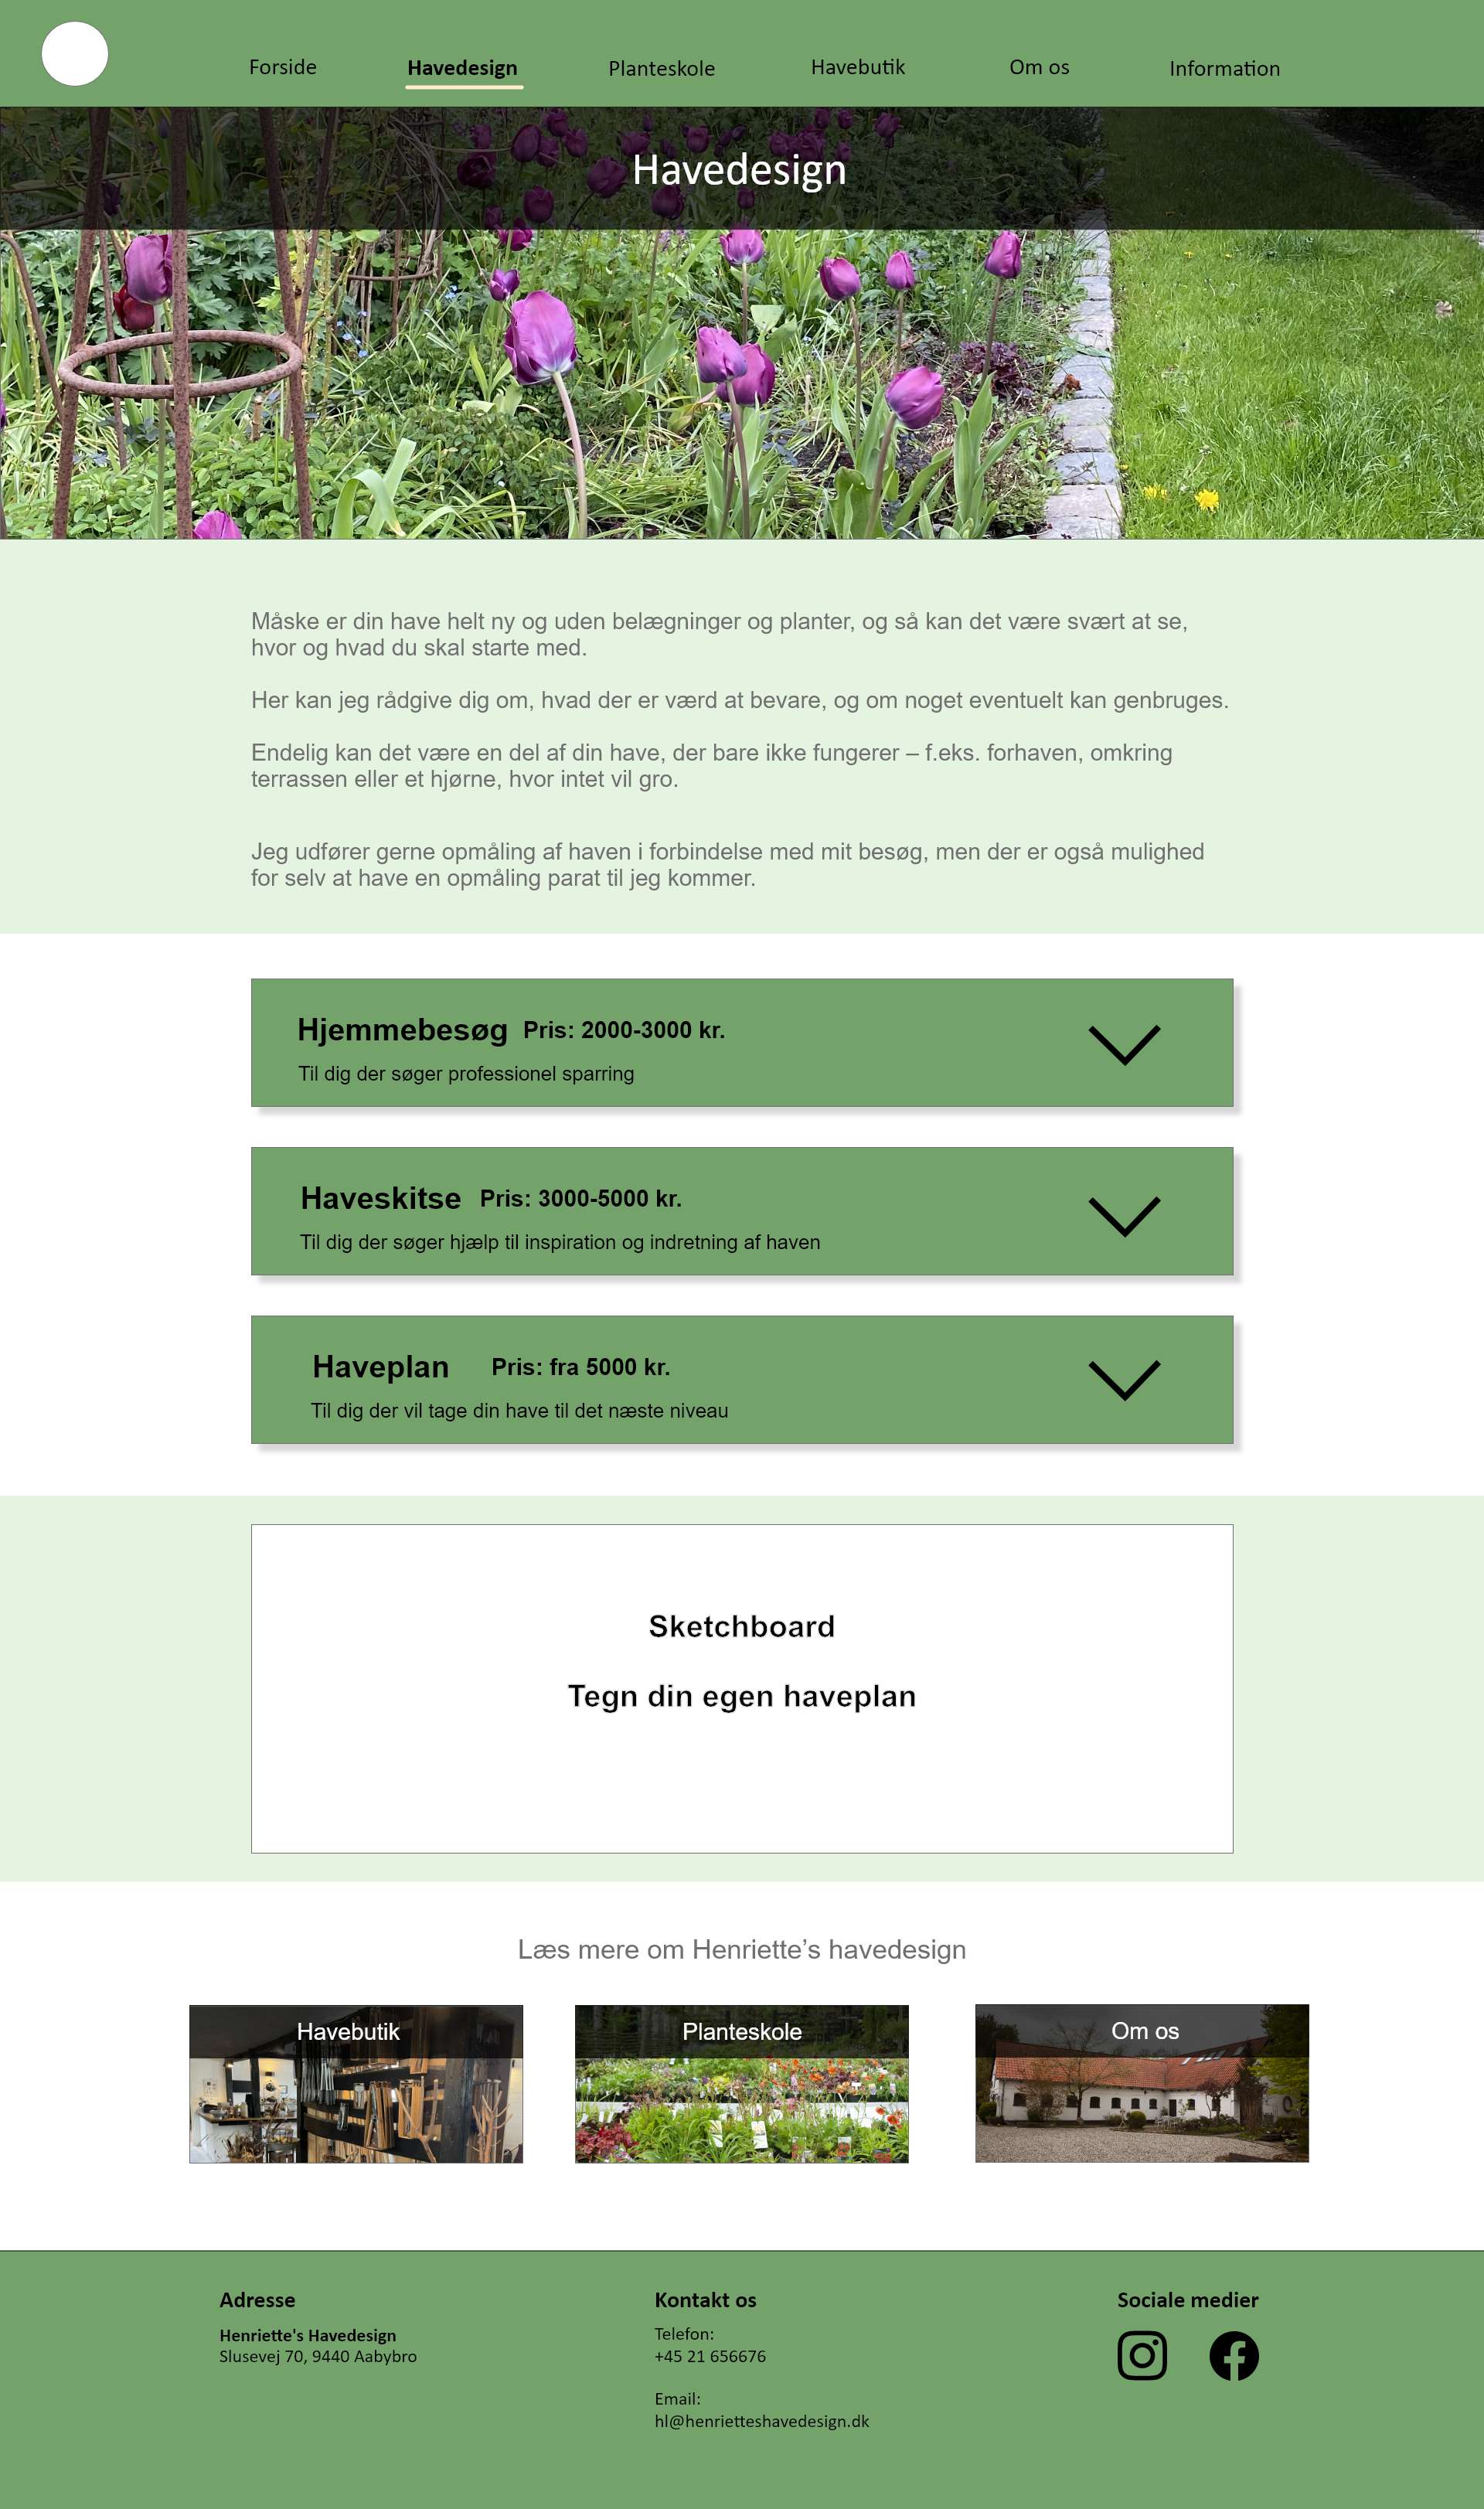 Forside
Havedesign
Planteskole
Havebutik
Om os
Information
Havedesign
Måske er din have helt ny og uden belægninger og planter, og så kan det være svært at se,
hvor og hvad du skal starte med.
Her kan jeg rådgive dig om, hvad der er værd at bevare, og om noget eventuelt kan genbruges.
Endelig kan det være en del af din have, der bare ikke fungerer – f.eks. forhaven, omkring
terrassen eller et hjørne, hvor intet vil gro.
Jeg udfører gerne opmåling af haven i forbindelse med mit besøg, men der er også mulighed
for selv at have en opmåling parat til jeg kommer.
Hjemmebesøg Pris: 2000-3000 kr.
Til dig der søger professionel sparring
Haveskitse Pris: 3000-5000 kr.
Til dig der søger hjælp til inspiration og indretning af haven
Haveplan Pris: fra 5000 kr.
Til dig der vil tage din have til det næste niveau
Sketchboard
Tegn din egen haveplan
Læs mere om Henriette’s havedesign
Havebutik
Planteskole
Om os
Adresse
Henriette's Havedesign
Slusevej 70, 9440 Aabybro
Kontakt os
Telefon:
+45 21 656676
Email:
hl@henrietteshavedesign.dk
Sociale medier